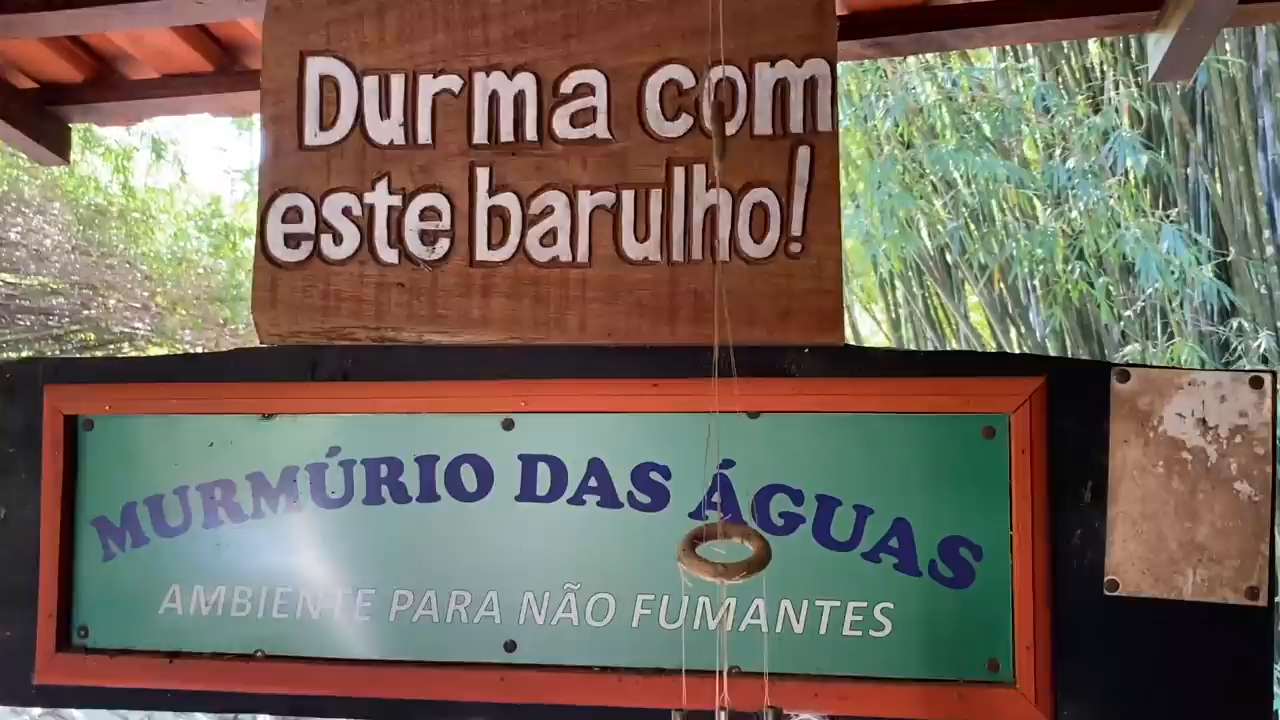 Durma com
este barulho!
MURMÚRIO DAS ÁGUAS
AMBIENTE PARA NÃO FUMANTES